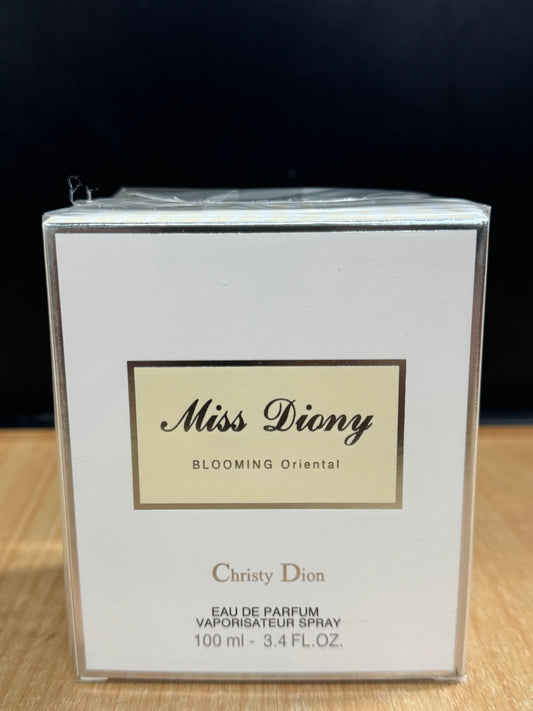 Miss Diony
BLOOMING Oriental
Christy Dion
EAU DE PARFUM
VAPORISATEUR SPRAY
100 ml - 3.4 FL.OZ.